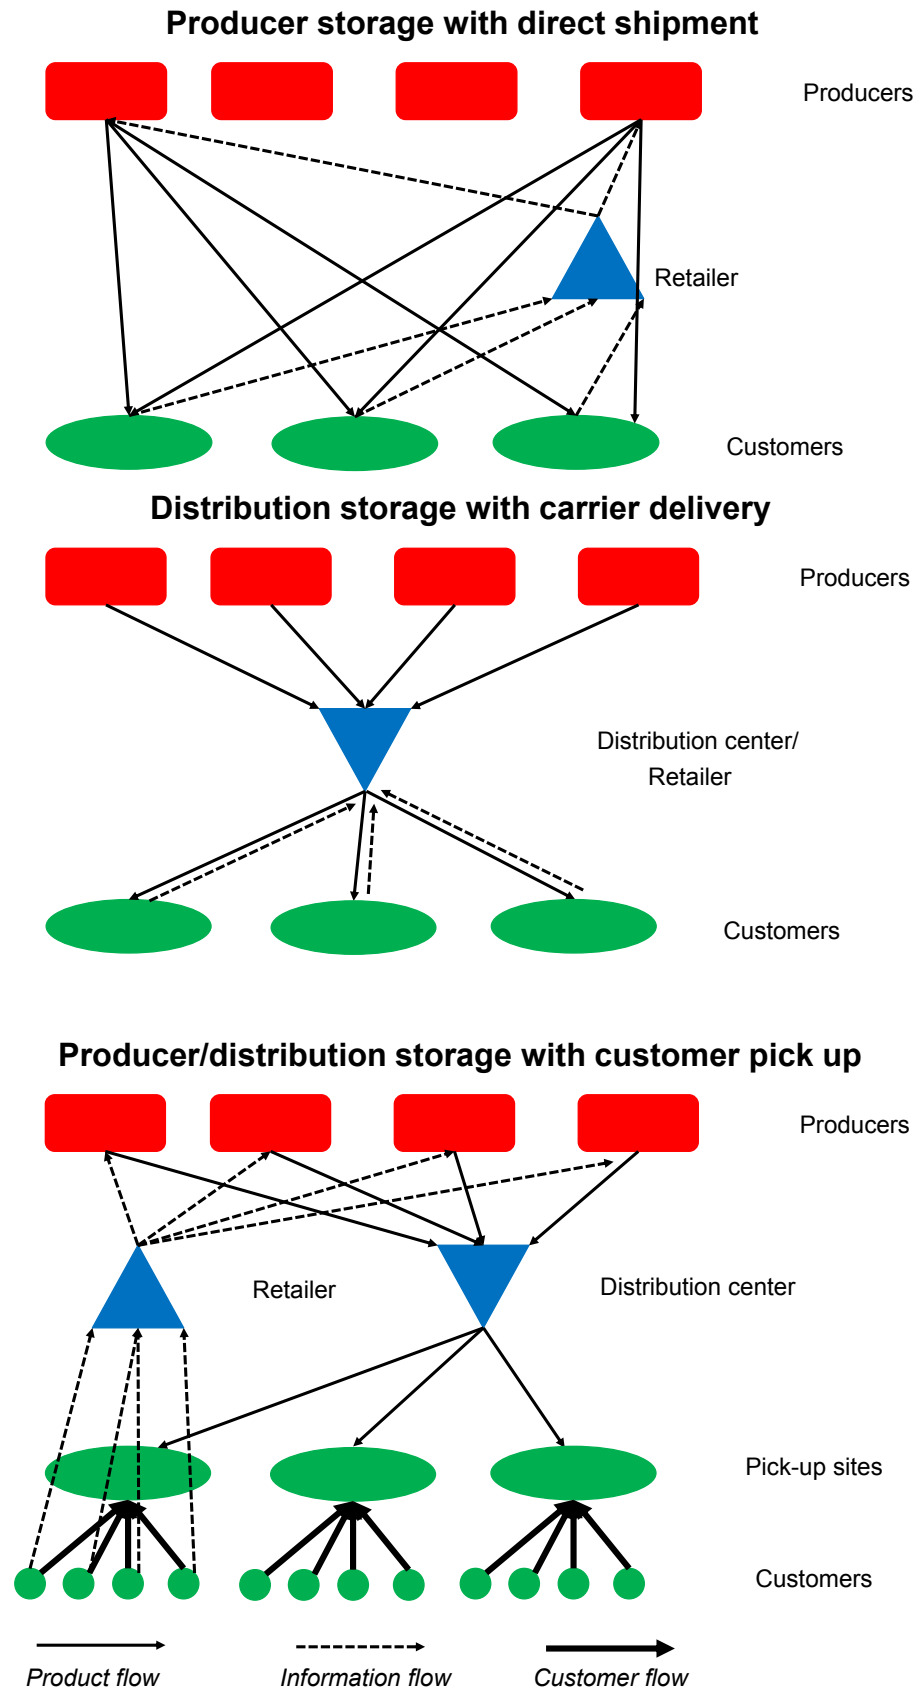 Producer storage with direct shipment
Producers
Retailer
Customers
Distribution storage with carrier delivery
Producers
Distribution center/
Retailer
Customers
Producer/distribution storage with customer pick up
Producers
Retailer
Distribution center
Pick-up sites
Customers
Product flow
Information flow
Customer flow